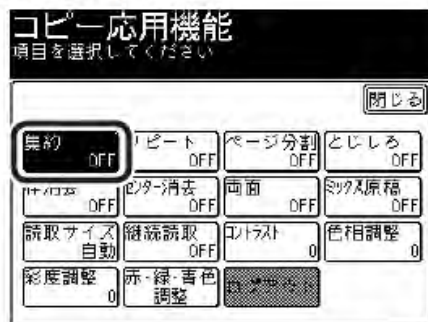 コピー応用機能
項目を選択してください
閉じる
集約 OFF
リピート OFF
ページ分割 OFF
とじしろ OFF
枠消去 OFF
センター消去 OFF
両面 OFF
ミックス原稿 OFF
読取サイズ 自動
継続読取 OFF
コントラスト 0
色相調整 0
彩度調整 0
赤・緑・青色調整